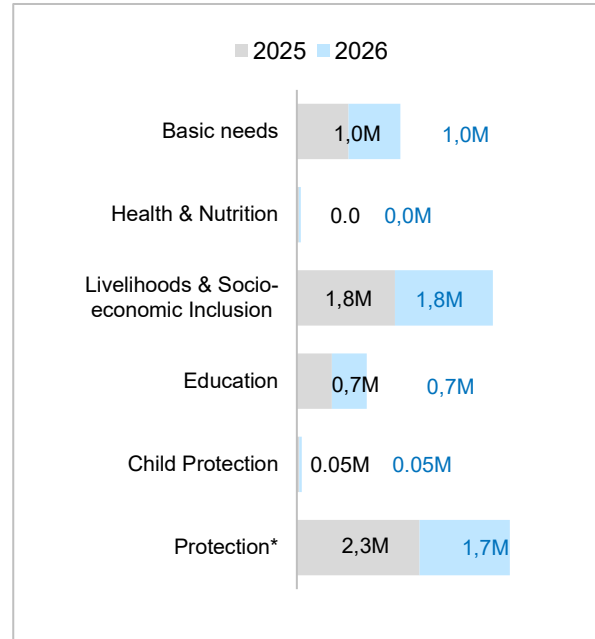 2025 2026
Basic needs 1,0M 1,0M
Health & Nutrition 0.0 0,0M
Livelihoods & Socio-
economic Inclusion 1,8M 1,8M
Education 0,7M 0,7M
Child Protection 0.05M 0.05M
Protection* 2,3M 1,7M